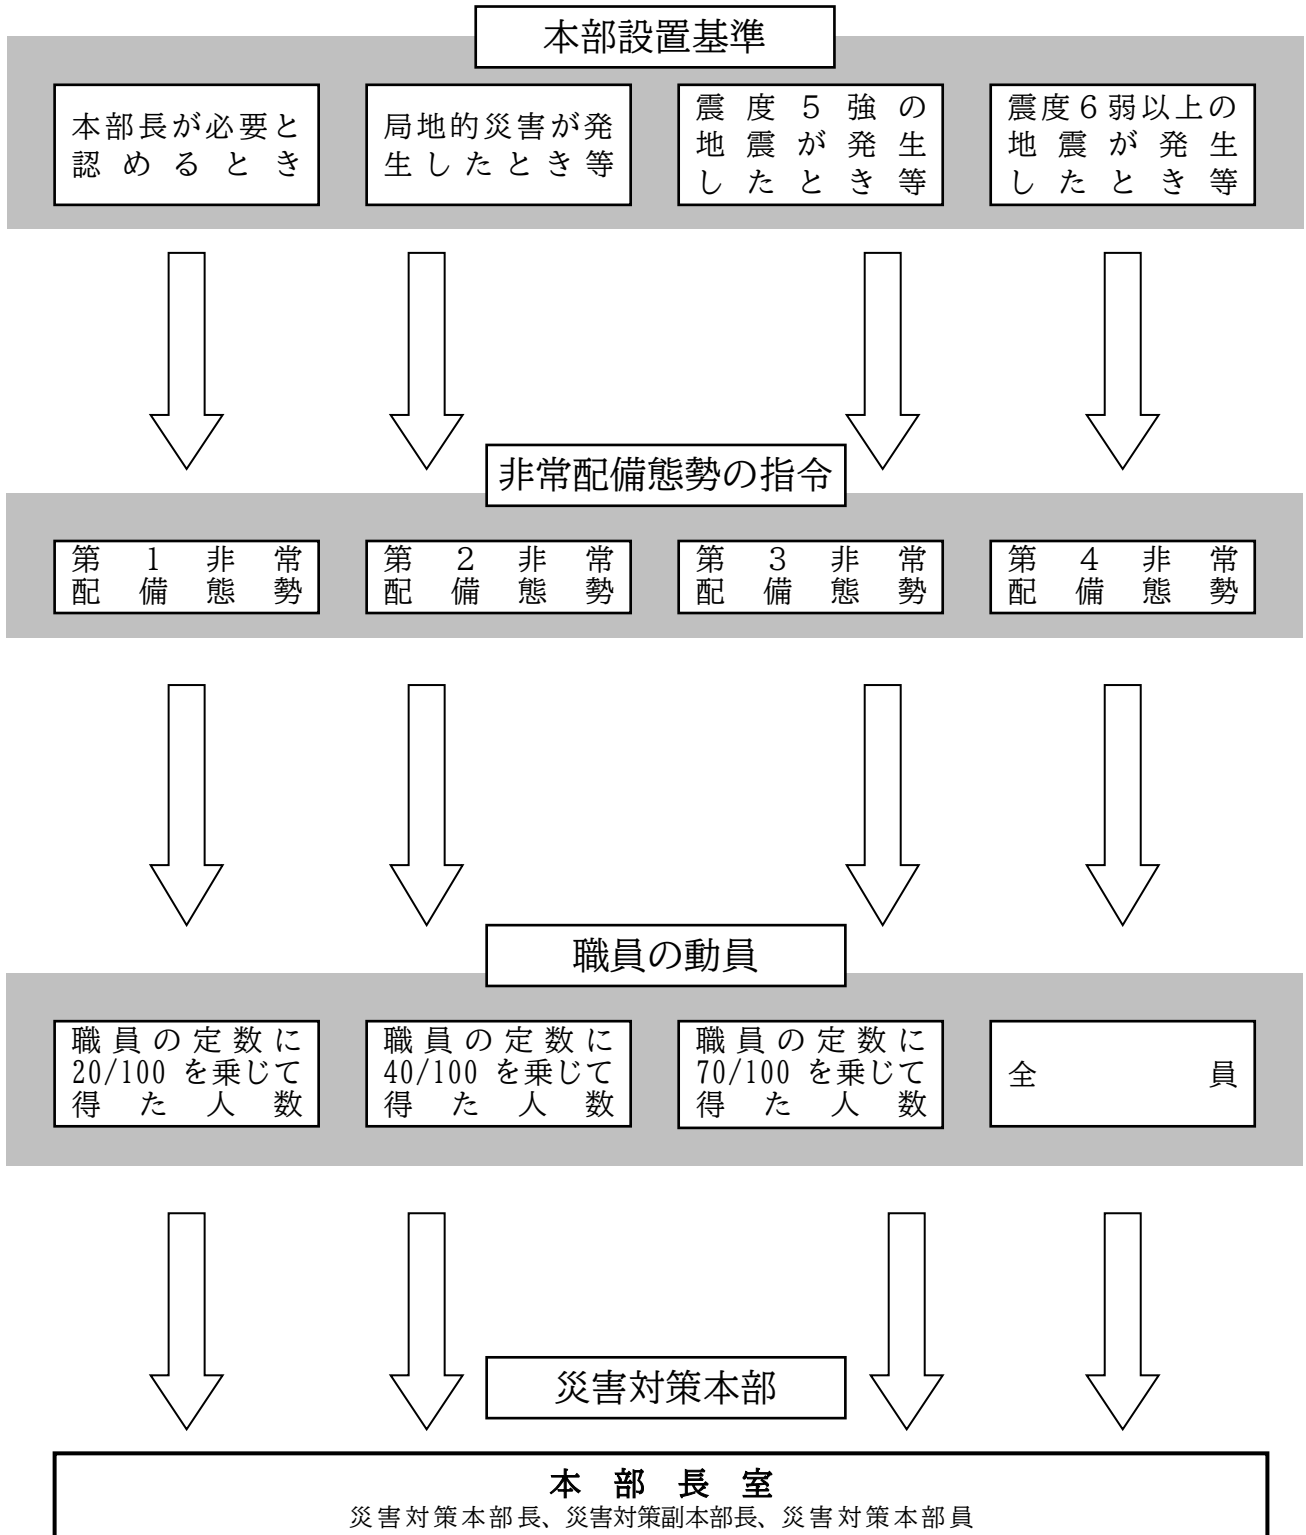 本部設置基準
本部長が必要と
認めるとき
局地的災害が発
生したとき等
震度５強の
地震が発生
したとき等
震度６弱以上の
地震が発生
したとき等
非常配備態勢の指令
第１非常
配備態勢
第２非常
配備態勢
第３非常
配備態勢
第４非常
配備態勢
職員の動員
職員の定数に
20/100 を乗じて
得た人数
職員の定数に
40/100 を乗じて
得た人数
職員の定数に
70/100 を乗じて
得た人数
全員
災害対策本部
本部長室
災害対策本部長、災害対策副本部長、災害対策本部員